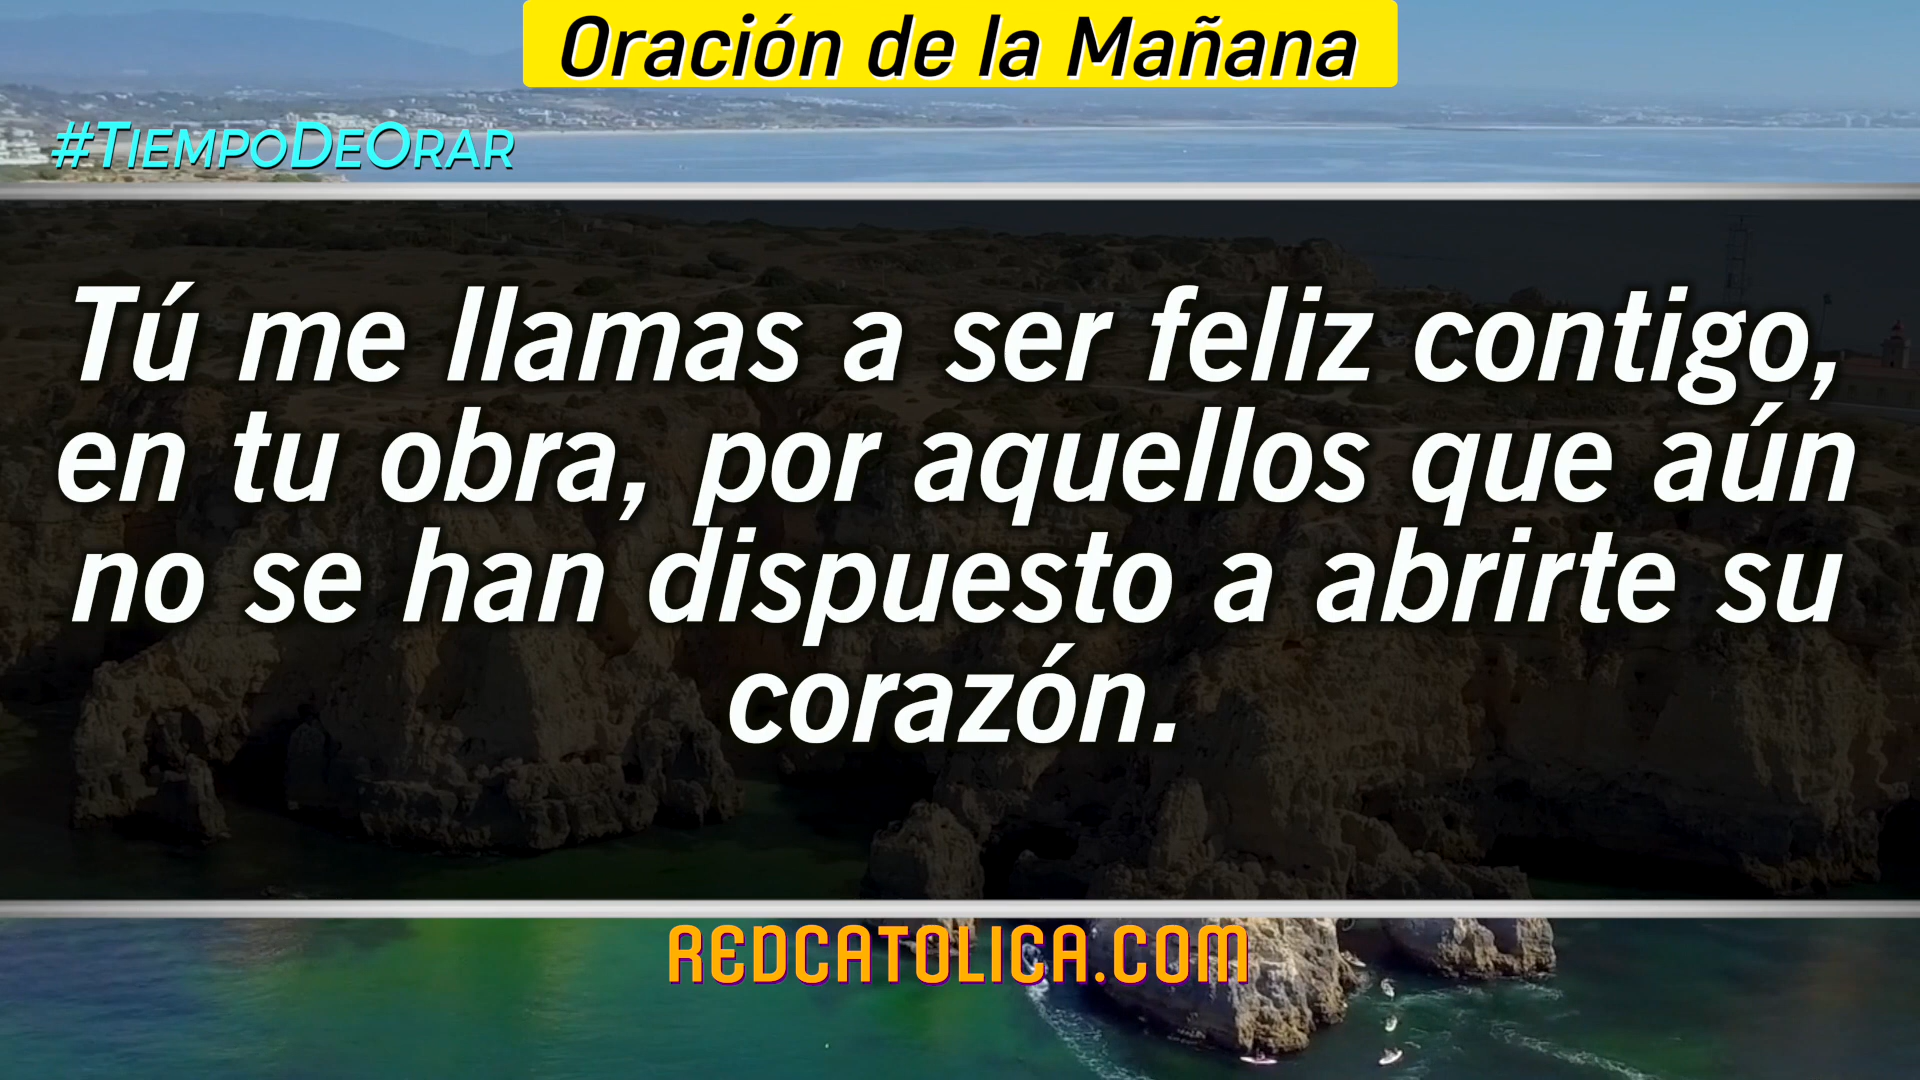 Oración de la Mañana
#TiempoDeOrar
Tú me llamas a ser feliz contigo,
en tu obra, por aquellos que aún
no se han dispuesto a abrirte su
corazón.
REDCATOLICA.COM